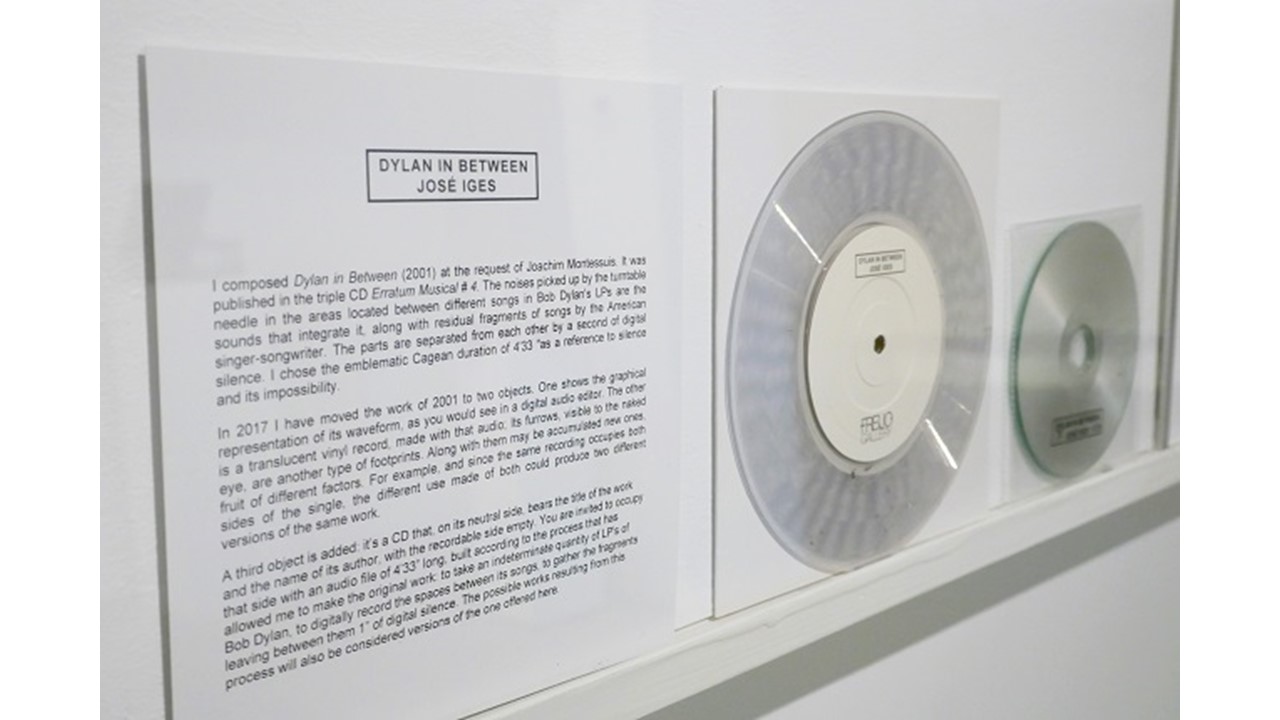 DYLAN IN BETWEEN
JOSÉ IGES
I composed Dylan in Between (2001) at the request of Joachim Montessuis. It was
published in the triple CD Erratum Musical # 4. The noises picked up by the turntable
needle in the areas located between different songs in Bob Dylan's LPs are the
sounds that integrate it, along with residual fragments of songs by the American
singer-songwriter. The parts are separated from each other by a second of digital
silence. I chose the emblematic Cagean duration of 4'33 "as a reference to silence
and its impossibility.
In 2017 I have moved the work of 2001 to two objects. One shows the graphical
representation of its waveform, as you would see in a digital audio editor. The other
is a translucent vinyl record, made with that audio; its furrows, visible to the naked
eye, are another type of footprints. Along with them may be accumulated new ones,
fruit of different factors. For example, and since the same recording occupies both
sides of the single, the different use made of both could produce two different
versions of the same work.
A third object is added: it's a CD that, on its neutral side, bears the title of the work
and the name of its author, with the recordable side empty. You are invited to occupy
that side with an audio file of 4'33" long, built according to the process that has
allowed me to make the original work: to take an indeterminate quantity of LP's of
Bob Dylan, to digitally record the spaces between its songs, to gather the fragments
leaving between them 1" of digital silence. The possible works resulting from this
process will also be considered versions of the one offered here.
DYLAN IN BETWEEN
JOSÉ IGES
FREIJO
GALLERY